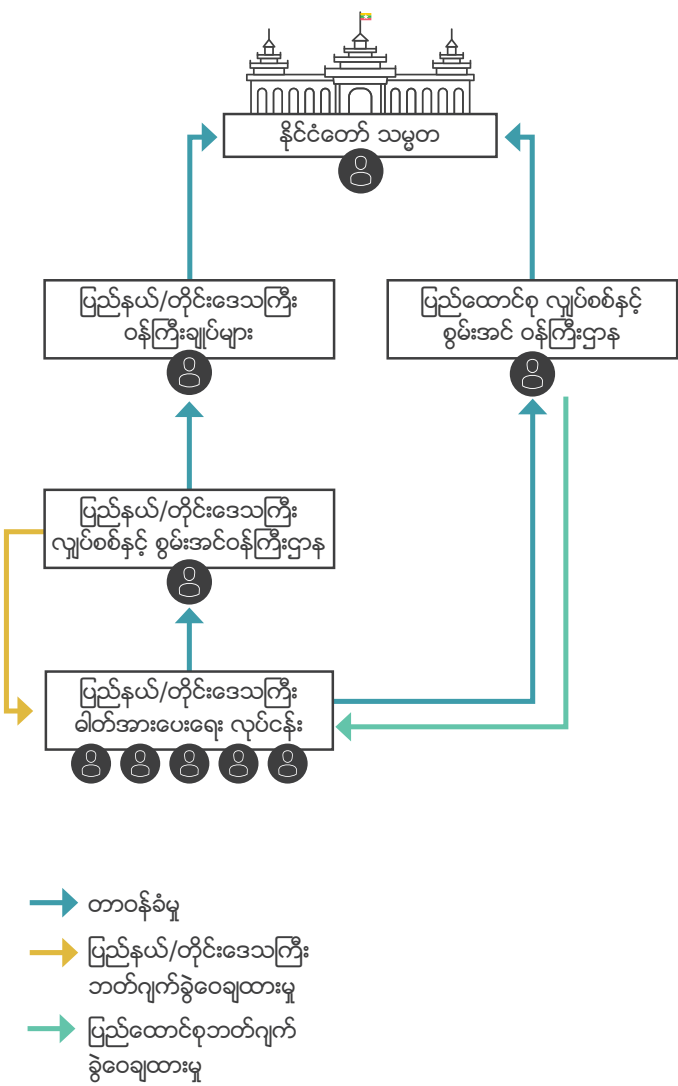 နိုင်ငံတော် သမ္မတ
ပြည်နယ်/တိုင်းဒေသကြီး
ဝန်ကြီးချုပ်များ
ပြည်ထောင်စု လျှပ်စစ်နှင့်
စွမ်းအင် ဝန်ကြီးဌာန
ပြည်နယ်/တိုင်းဒေသကြီး
လျှပ်စစ်နှင့် စွမ်းအင်ဝန်ကြီးဌာန
ပြည်နယ်/တိုင်းဒေသကြီး
ဓါတ်အားပေးရေး လုပ်ငန်း
တာဝန်ခံမှု
ပြည်နယ်/တိုင်းဒေသကြီး
ဘတ်ဂျက်ခွဲဝေချထားမှု
ပြည်ထောင်စုဘတ်ဂျက်
ခွဲဝေချထားမှု